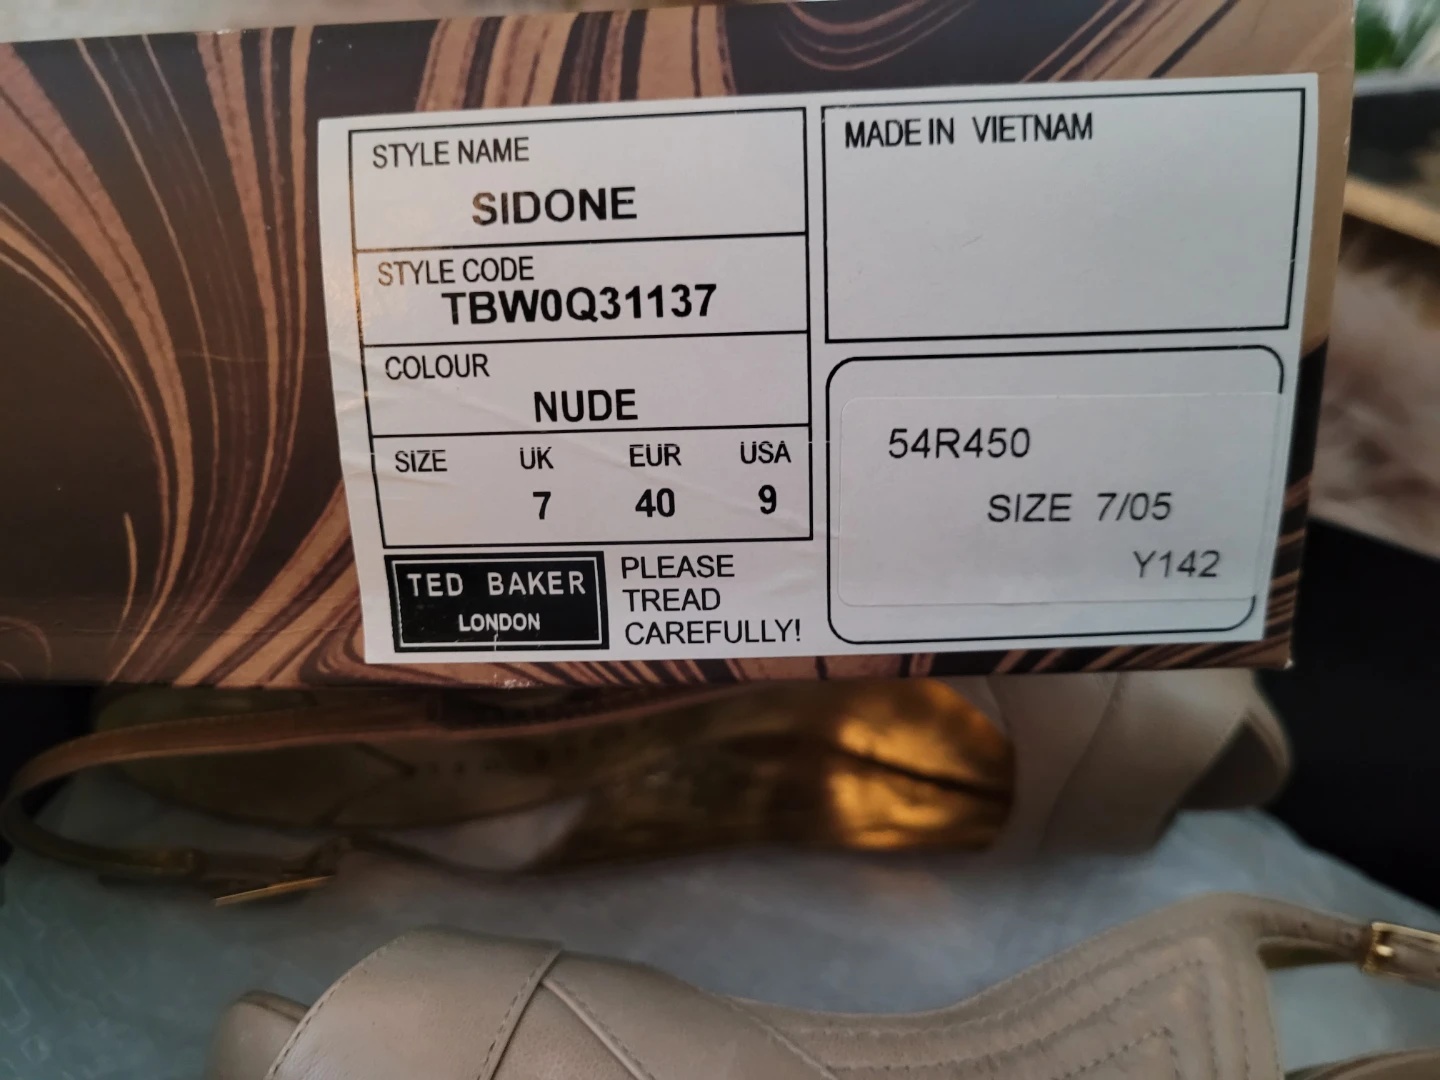 STYLE NAME
SIDONE
STYLE CODE
TBW0Q31137
COLOUR
NUDE
SIZE UK EUR USA
7 40 9
TED BAKER
LONDON
PLEASE
TREAD
CAREFULLY!
MADE IN VIETNAM
54R450
SIZE 7/05
Y142